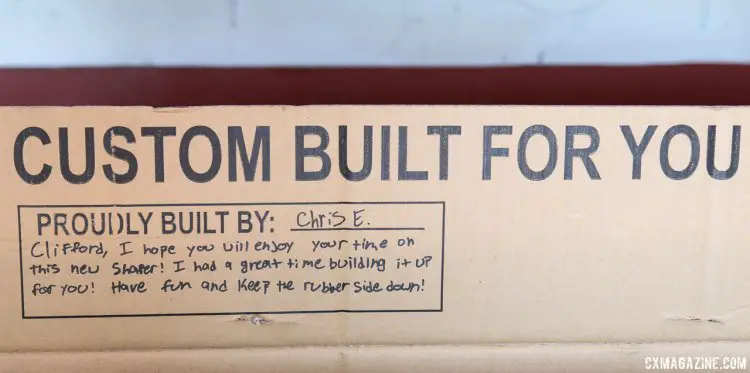 CUSTOM BUILT FOR YOU
PROUDLY BUILT BY: Chris E.
Clifford, I hope you will enjoy your time on
this new Shafer! I had a great time building it up
for you! Have fun and keep the rubber side down!
CXMAGAZINE.COM